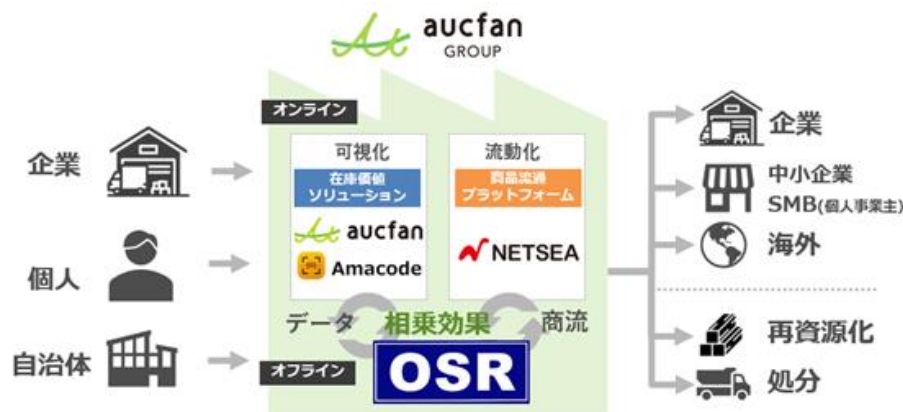 aucfan
GROUP
オンライン
企業
個人
自治体
可視化
在庫価値
ソリューション
aucfan
Amacode
流動化
商品流通
プラットフォーム
NETSEA
データ
相乗効果
商流
オフライン
OSR
企業
中小企業
SMB(個人事業主)
海外
再資源化
処分